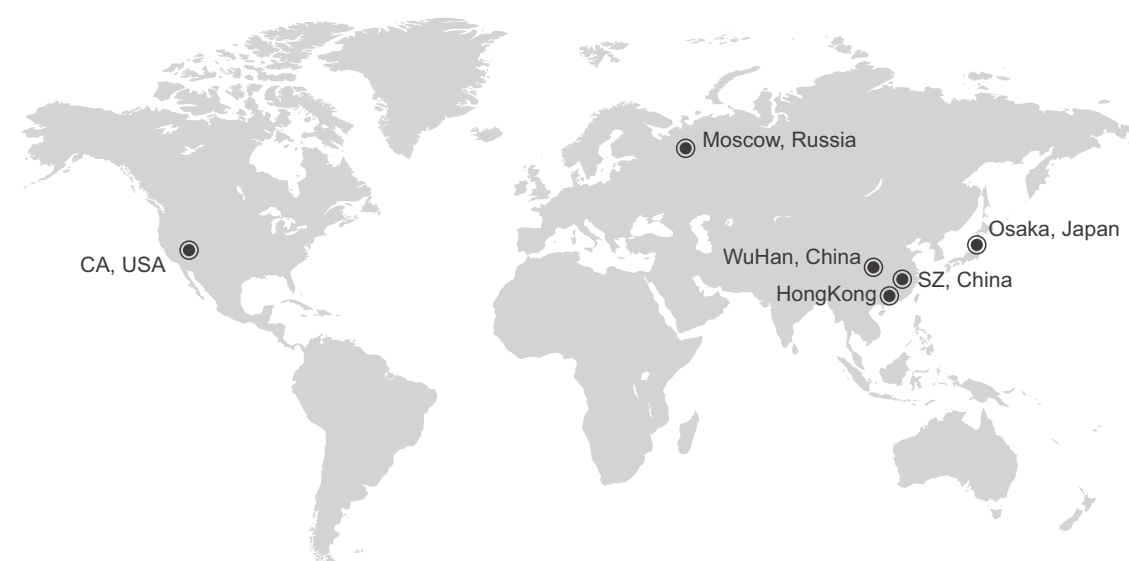 Moscow, Russia
Osaka, Japan
WuHan, China
CA, USA
SZ, China
HongKong